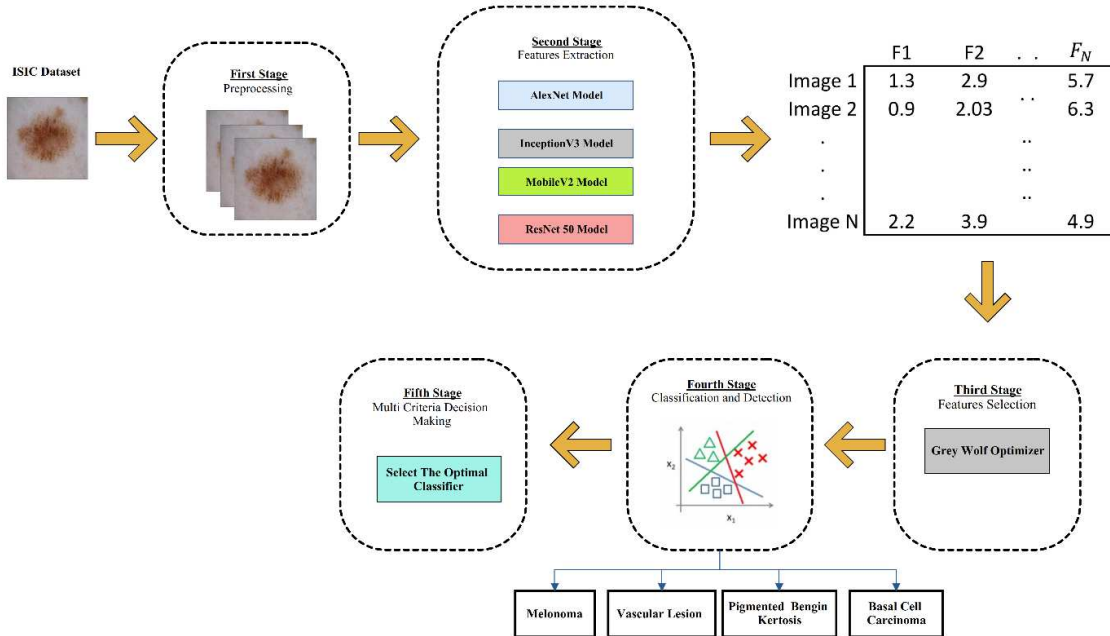 ISIC Dataset
First Stage
Preprocessing
Second Stage
Features Extraction
AlexNet Model
InceptionV3 Model
MobileV2 Model
ResNet 50 Model
F1 F2 . . F_N
Image 1 1.3 2.9 . . 5.7
Image 2 0.9 2.03 6.3
. . . .. .
. . . .. .
. . . .. .
Image N 2.2 3.9 4.9
Third Stage
Features Selection
Grey Wolf Optimizer
Fourth Stage
Classification and Detection
x₂
x₁
Fifth Stage
Multi Criteria Decision
Making
Select The Optimal
Classifier
Melonoma
Vascular Lesion
Pigmented Bengin
Kertosis
Basal Cell
Carcinoma